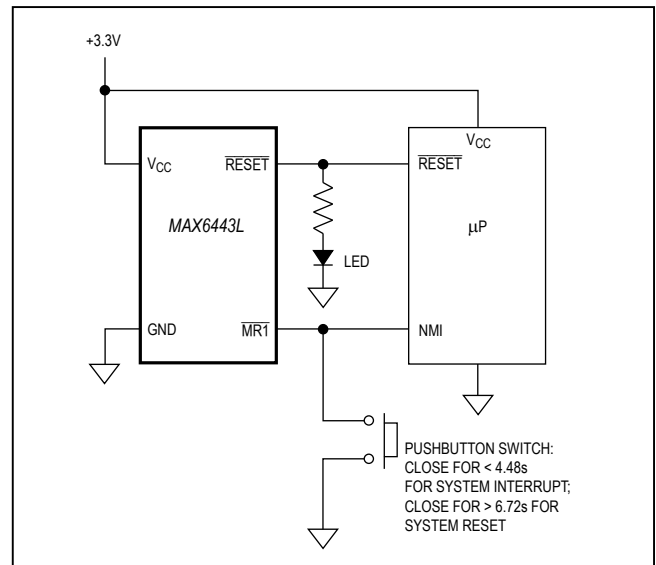 +3.3V
VCC
RESET
MAX6443L
GND
MR1
LED
VCC
RESET
μP
NMI
PUSHBUTTON SWITCH:
CLOSE FOR < 4.48s
FOR SYSTEM INTERRUPT;
CLOSE FOR > 6.72s FOR
SYSTEM RESET